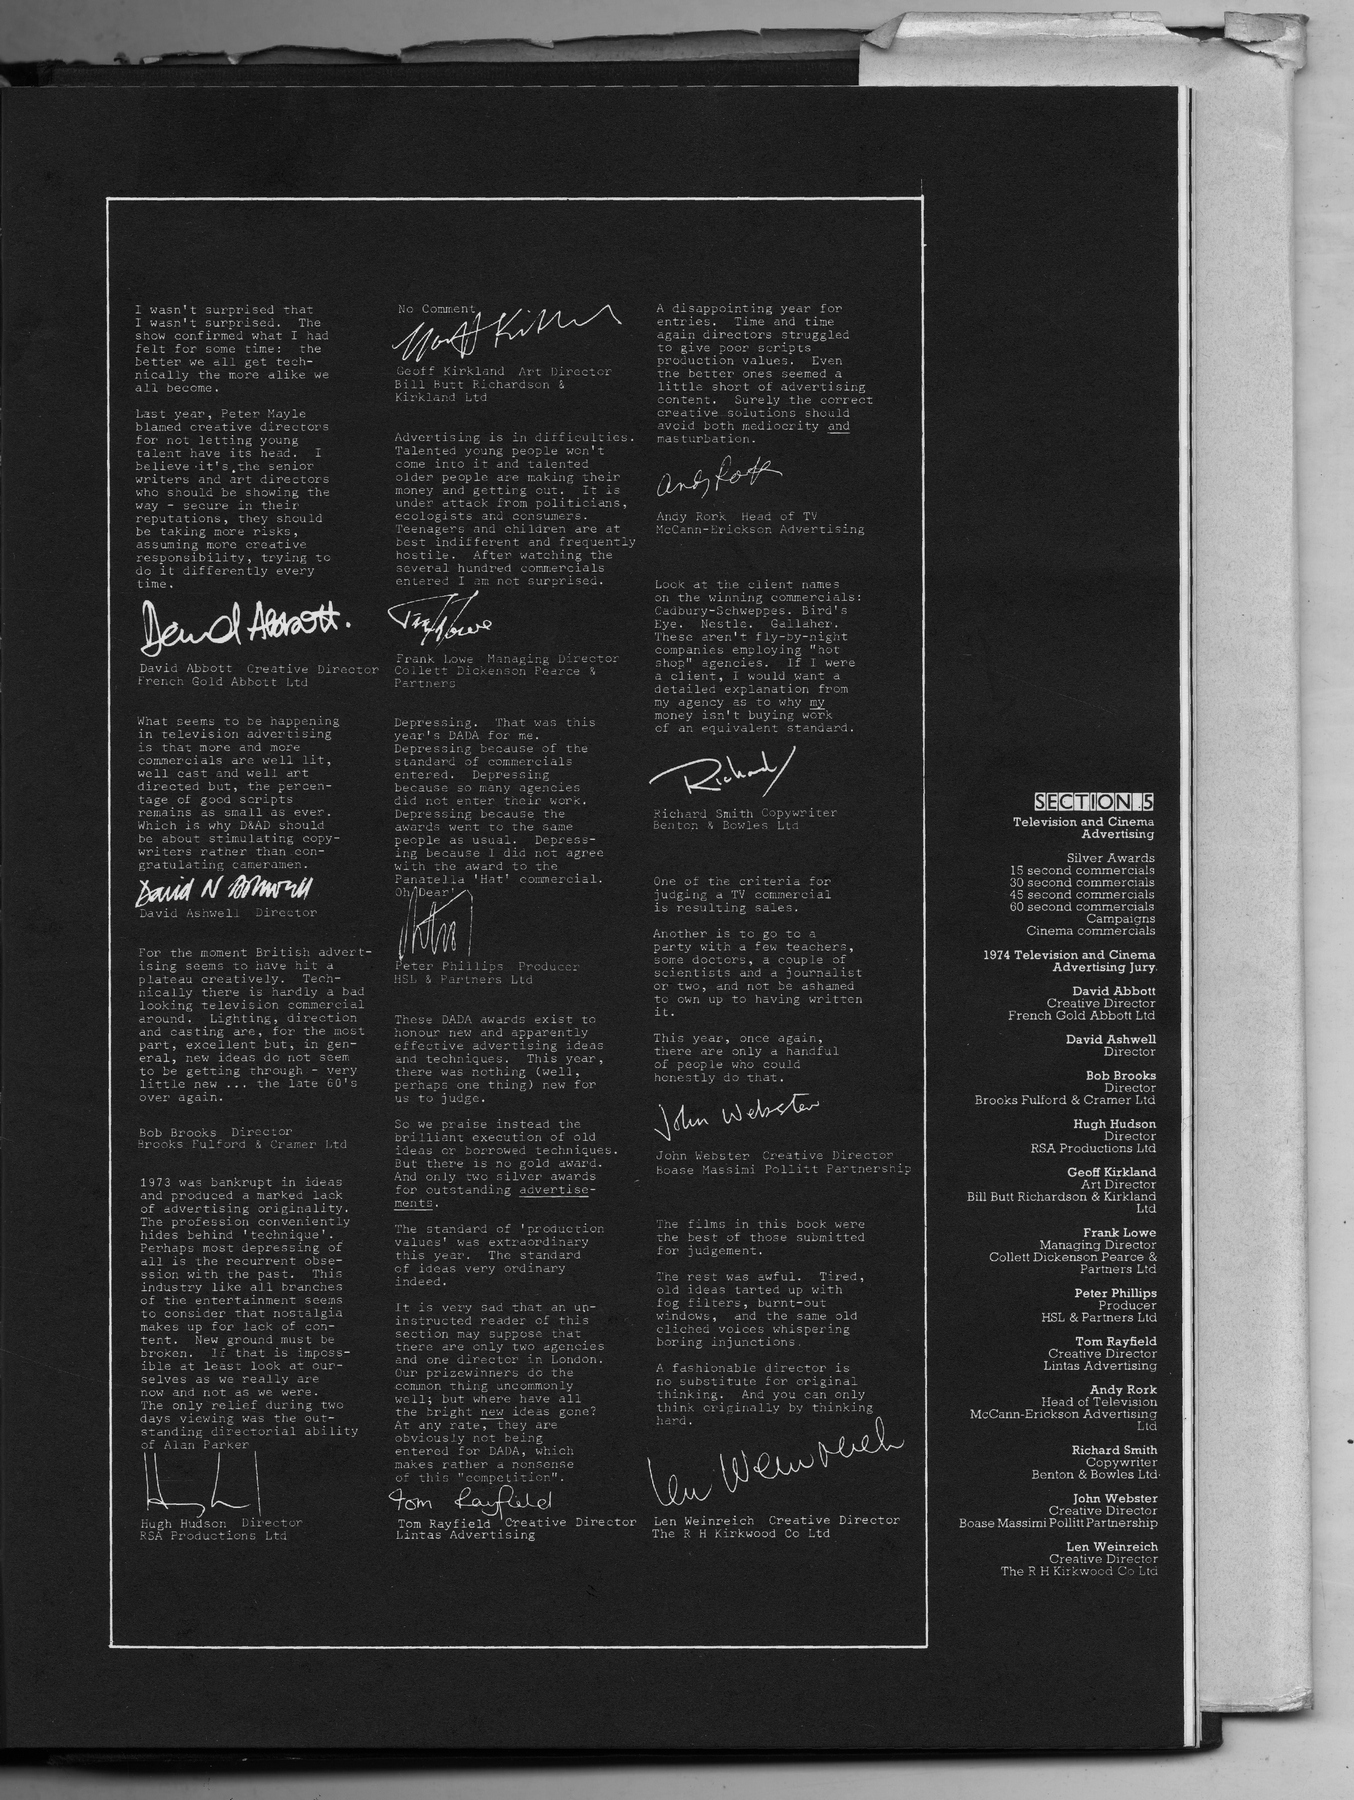 I wasn't surprised that
I wasn't surprised. The
show confirmed what I had
felt for some time: the
better we all get tech-
nically the more alike we
all become.
Last year, Peter Mayle
blamed creative directors
for not letting young
talent have its head. I
believe it's the senior
writers and art directors
who should be showing the
way - secure in their
reputations, they should
be taking more risks,
assuming more creative
responsibility, trying to
do it differently every
time.
David Abbott.
David Abbott Creative Director
French Gold Abbott Ltd
What seems to be happening
in television advertising
is that more and more
commercials are well lit,
well cast and well art
directed but, the percen-
tage of good scripts
remains as small as ever.
Which is why D&AD should
be about stimulating copy-
writers rather than con-
gratulating cameramen.
David N Ashwell
David Ashwell Director
For the moment British advert-
ising seems to have hit a
plateau creatively. Tech-
nically there is hardly a bad
looking television commercial
around. Lighting, direction
and casting are, for the most
part, excellent but, in gen-
eral, new ideas do not seem
to be getting through - very
little new ... the late 60's
over again.
Bob Brooks Director
Brooks Fulford & Cramer Ltd
1973 was bankrupt in ideas
and produced a marked lack
of advertising originality.
The profession conveniently
hides behind 'technique'.
Perhaps most depressing of
all is the recurrent obse-
ssion with the past. This
industry like all branches
of the entertainment seems
to consider that nostalgia
makes up for lack of con-
tent. New ground must be
broken. If that is imposs-
ible at least look at our-
selves as we really are
now and not as we were.
The only relief during two
days viewing was the out-
standing directorial ability
of Alan Parker
Hugh Hudson Director
RSA Productions Ltd
No Comment
Geoff Kirkland
Geoff Kirkland Art Director
Bill Butt Richardson &
Kirkland Ltd
Advertising is in difficulties.
Talented young people won't
come into it and talented
older people are making their
money and getting out. It is
under attack from politicians,
ecologists and consumers.
Teenagers and children are at
best indifferent and frequently
hostile. After watching the
several hundred commercials
entered I am not surprised.
Frank Lowe
Frank Lowe Managing Director
Collett Dickenson Pearce &
Partners
Depressing. That was this
year's DADA for me.
Depressing because of the
standard of commercials
entered. Depressing
because so many agencies
did not enter their work.
Depressing because the
awards went to the same
people as usual. Depress-
ing because I did not agree
with the award to the
Panatella 'Hat' commercial.
Oh Dear!
Peter Phillips Producer
HSL & Partners Ltd
These DADA awards exist to
honour new and apparently
effective advertising ideas
and techniques. This year,
there was nothing (well,
perhaps one thing) new for
us to judge.
So we praise instead the
brilliant execution of old
ideas or borrowed techniques.
But there is no gold award.
And only two silver awards
for outstanding advertise-
ments.
The standard of 'production
values' was extraordinary
this year. The standard
of ideas very ordinary
indeed.
It is very sad that an un-
instructed reader of this
section may suppose that
there are only two agencies
and one director in London.
Our prizewinners do the
common thing uncommonly
well; but where have all
the bright new ideas gone?
At any rate, they are
obviously not being
entered for DADA, which
makes rather a nonsense
of this "competition".
Tom Rayfield
Tom Rayfield Creative Director
Lintas Advertising
A disappointing year for
entries. Time and time
again directors struggled
to give poor scripts
production values. Even
the better ones seemed a
little short of advertising
content. Surely the correct
creative solutions should
avoid both mediocrity and
masturbation.
Andy Rork
Andy Rork Head of TV
McCann-Erickson Advertising
Look at the client names
on the winning commercials:
Cadbury-Schweppes. Bird's
Eye. Nestle. Gallaher.
These aren't fly-by-night
companies employing "hot
shop" agencies. If I were
a client, I would want a
detailed explanation from
my agency as to why my
money isn't buying work
of an equivalent standard.
Richard
Richard Smith Copywriter
Benton & Bowles Ltd
One of the criteria for
judging a TV commercial
is resulting sales.
Another is to go to a
party with a few teachers,
some doctors, a couple of
scientists and a journalist
or two, and not be ashamed
to own up to having written
it.
This year, once again,
there are only a handful
of people who could
honestly do that.
John Webster
John Webster Creative Director
Boase Massimi Pollitt Partnership
The films in this book were
the best of those submitted
for judgement.
The rest was awful. Tired,
old ideas tarted up with
fog filters, burnt-out
windows, and the same old
cliched voices whispering
boring injunctions.
A fashionable director is
no substitute for original
thinking. And you can only
think originally by thinking
hard.
Len Weinreich
Len Weinreich Creative Director
The R H Kirkwood Co Ltd
SECTION.5
Television and Cinema
Advertising
Silver Awards
15 second commercials
30 second commercials
45 second commercials
60 second commercials
Campaigns
Cinema commercials
1974 Television and Cinema
Advertising Jury.
David Abbott
Creative Director
French Gold Abbott Ltd
David Ashwell
Director
Bob Brooks
Director
Brooks Fulford & Cramer Ltd
Hugh Hudson
Director
RSA Productions Ltd
Geoff Kirkland
Art Director
Bill Butt Richardson & Kirkland
Ltd
Frank Lowe
Managing Director
Collett Dickenson Pearce &
Partners Ltd
Peter Phillips
Producer
HSL & Partners Ltd
Tom Rayfield
Creative Director
Lintas Advertising
Andy Rork
Head of Television
McCann-Erickson Advertising
Ltd
Richard Smith
Copywriter
Benton & Bowles Ltd
John Webster
Creative Director
Boase Massimi Pollitt Partnership
Len Weinreich
Creative Director
The R H Kirkwood Co Ltd